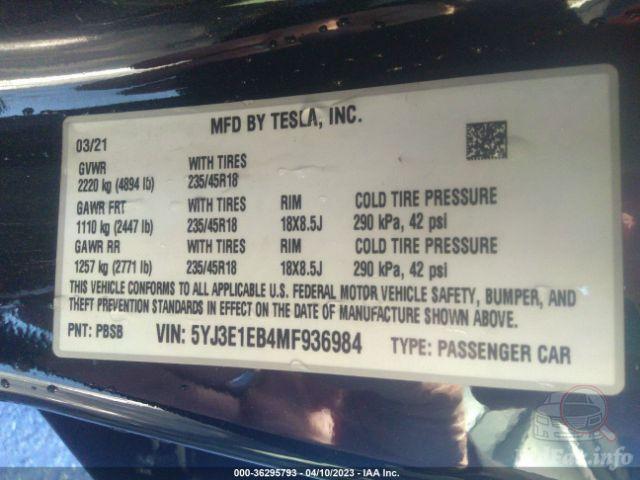 MFD BY TESLA, INC.
03/21
GVWR WITH TIRES
2220 kg (4894 lb) 235/45R18
GAWR FRT WITH TIRES RIM COLD TIRE PRESSURE
1110 kg (2447 lb) 235/45R18 18X8.5J 290 kPa, 42 psi
GAWR RR WITH TIRES RIM COLD TIRE PRESSURE
1257 kg (2771 lb) 235/45R18 18X8.5J 290 kPa, 42 psi
THIS VEHICLE CONFORMS TO ALL APPLICABLE U.S. FEDERAL MOTOR VEHICLE SAFETY, BUMPER, AND
THEFT PREVENTION STANDARDS IN EFFECT ON THE DATE OF MANUFACTURE SHOWN ABOVE.
PNT: PBSB VIN: 5YJ3E1EB4MF936984 TYPE: PASSENGER CAR
BidFax.info
000-36295793 - 04/10/2023 - IAA Inc.